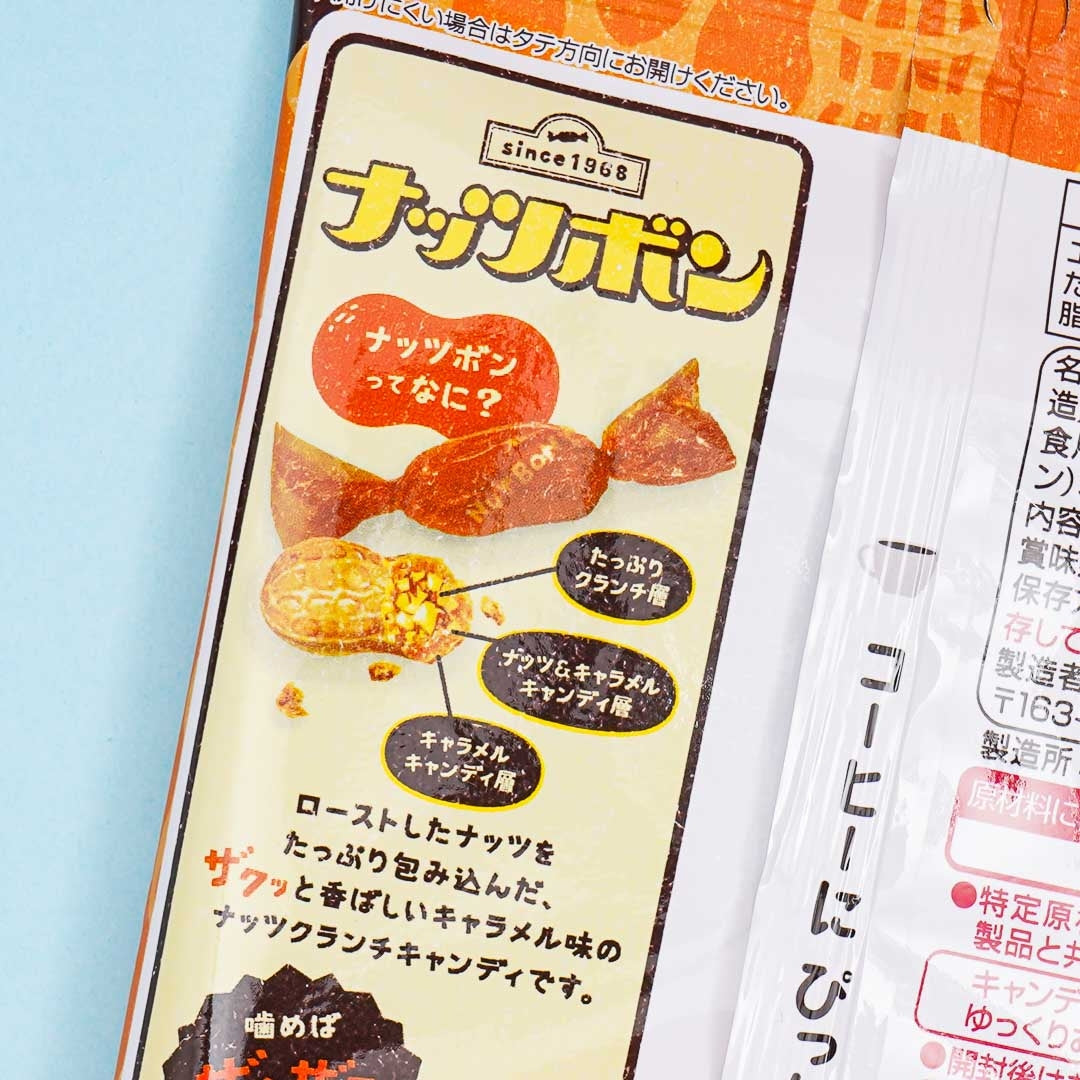 開けにくい場合はタテ方向にお開けください。
since1968
ナッツボン
ナッツボン
ってなに？
Nuts Bon
たっぷり
クランチ層
ナッツ&キャラメル
キャンディ層
キャラメル
キャンディ層
ローストしたナッツを
たっぷり包み込んだ、
ザクッと香ばしいキャラメル味の
ナッツクランチキャンディです。
噛めば
コーヒーにぴっ
脂
名
造
食
ン)
内容
賞味
保存
存して
製造者
〒163-
製造所
原材料に
●特定原
製品と共
キャンデ
ゆっくり
●開封後は